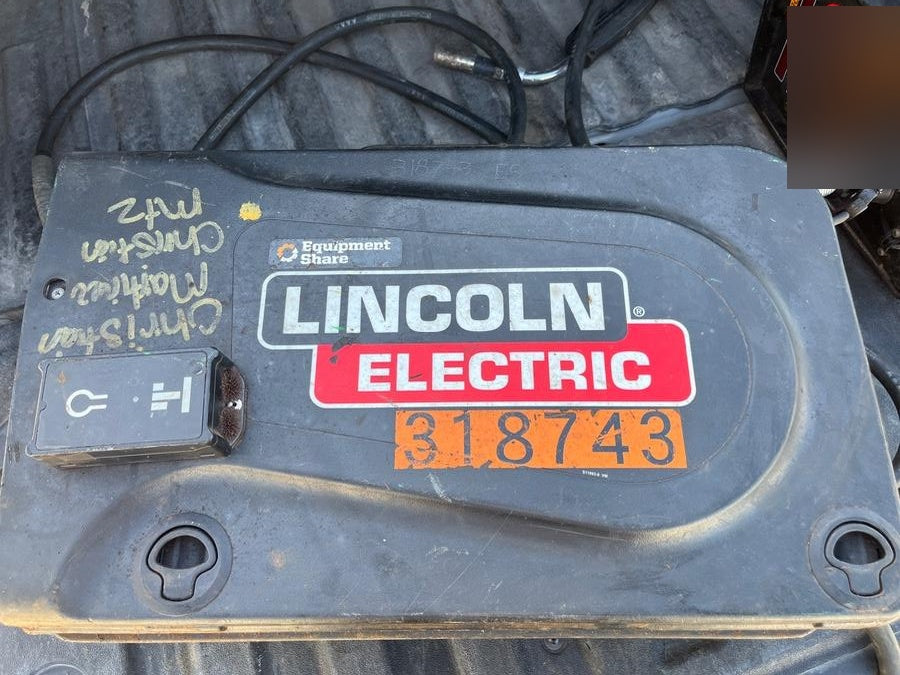 Equipment
Share
LINCOLN®
ELECTRIC
318743
Christian
Martinez
Christian
Mtz